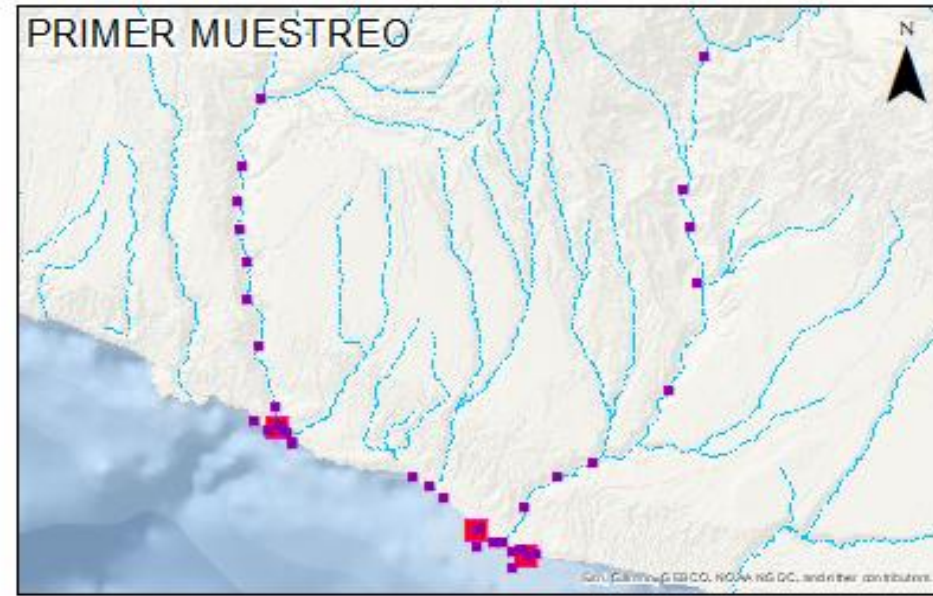 PRIMER MUESTREO
N
GEBCO, NOAA NGDC, and other contributors